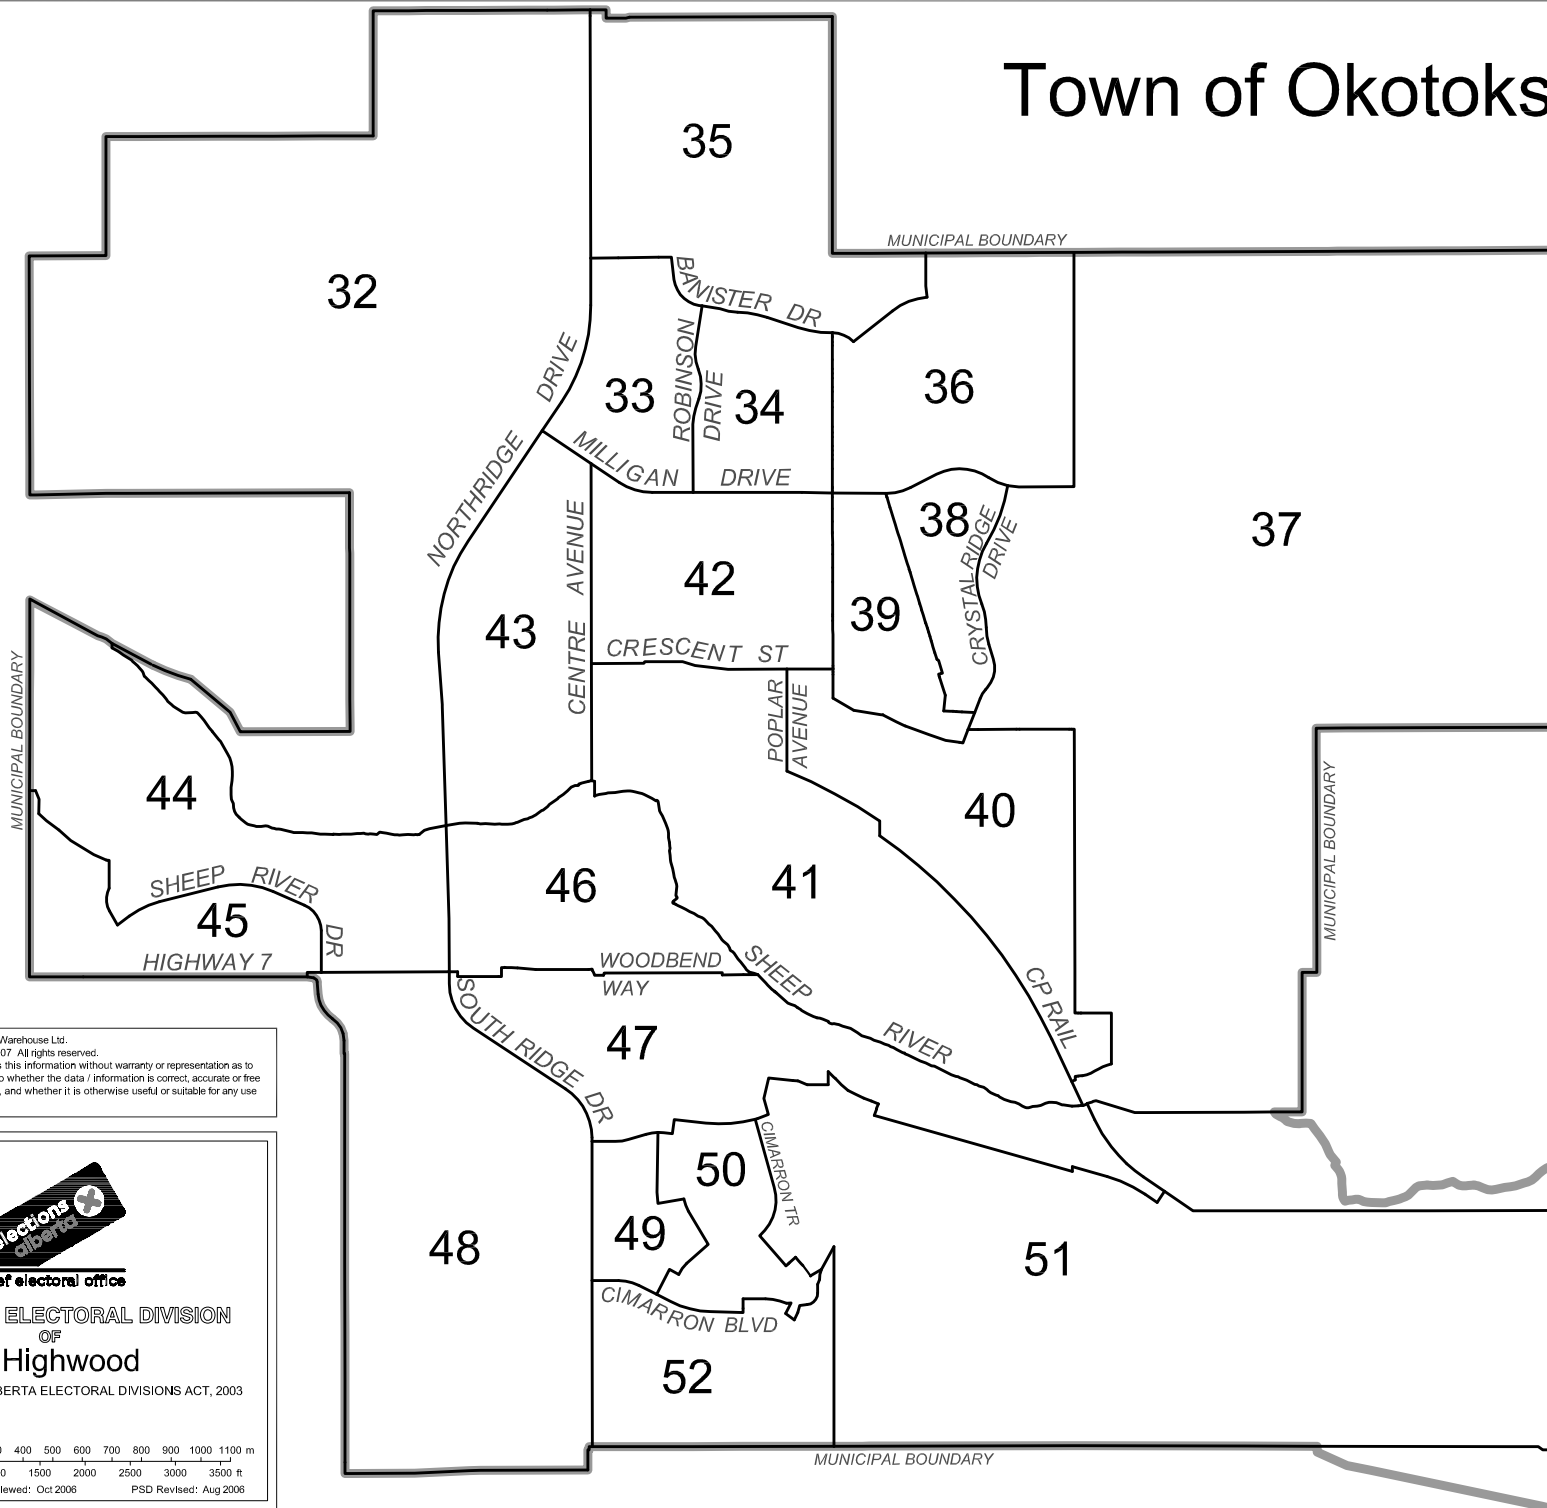 Town of Okotoks
35
MUNICIPAL BOUNDARY
32
BANISTER DR
DRIVE
33
ROBINSON
DRIVE
34
36
NORTHRIDGE
MILLIGAN DRIVE
38
CRYSTAL RIDGE
DRIVE
37
AVENUE
42
39
43
CENTRE
CRESCENT ST
POPLAR
AVENUE
MUNICIPAL BOUNDARY
44
40
MUNICIPAL BOUNDARY
46
41
SHEEP RIVER
DR
45
HIGHWAY 7
WOODBEND
WAY
SHEEP
RIVER
CP RAIL
SOUTH RIDGE DR
47
Warehouse Ltd.
07 All rights reserved.
s this information without warranty or representation as to
o whether the data / information is correct, accurate or free
, and whether it is otherwise useful or suitable for any use
50
CIMARRON TR
49
48
51
CIMARRON BLVD
52
MUNICIPAL BOUNDARY
elections
alberta
ef electoral office
ELECTORAL DIVISION
OF
Highwood
BERTA ELECTORAL DIVISIONS ACT, 2003
0 400 500 600 700 800 900 1000 1100 m
0 1500 2000 2500 3000 3500 ft
iewed: Oct 2006 PSD Revised: Aug 2006